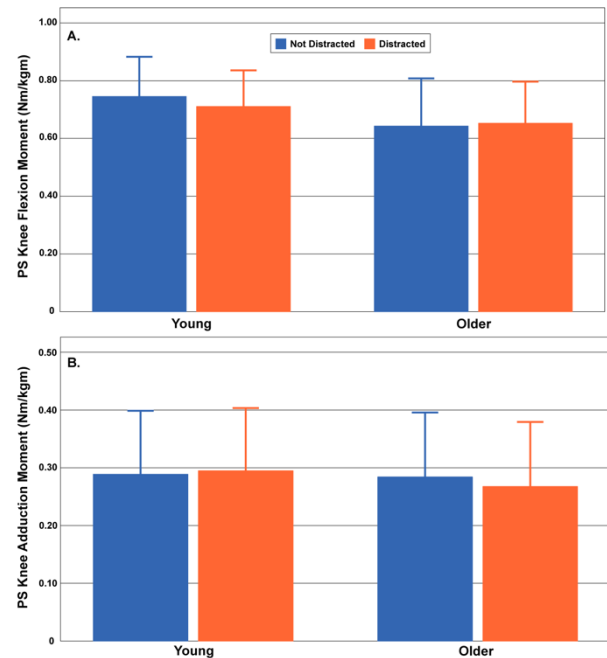 A.
Not Distracted Distracted
PS Knee Flexion Moment (Nm/kgm)
1.00
0.80
0.60
0.40
0.20
0
Young Older
B.
PS Knee Adduction Moment (Nm/kgm)
0.50
0.40
0.30
0.20
0.10
0
Young Older